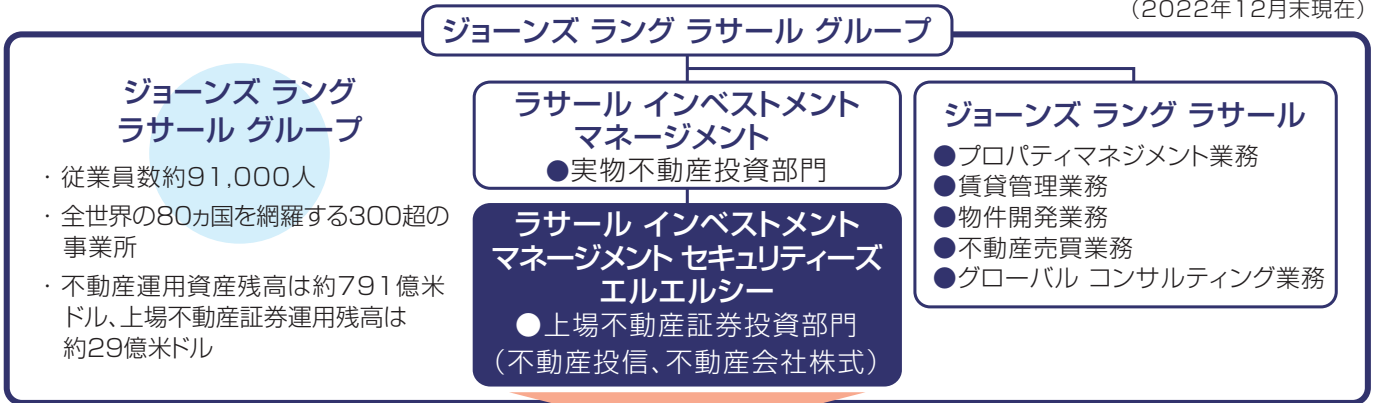 (2022年12月末現在)
ジョーンズ ラング ラサール グループ
ジョーンズ ラング
ラサール グループ
・従業員数約91,000人
・全世界の80ヵ国を網羅する300超の
事業所
・不動産運用資産残高は約791億米
ドル、上場不動産証券運用残高は
約29億米ドル
ラサール インベストメント
マネージメント
●実物不動産投資部門
ラサール インベストメント
マネージメント セキュリティーズ
エルエルシー
●上場不動産証券投資部門
(不動産投信、不動産会社株式)
ジョーンズ ラング ラサール
●プロパティマネジメント業務
●賃貸管理業務
●物件開発業務
●不動産売買業務
●グローバル コンサルティング業務